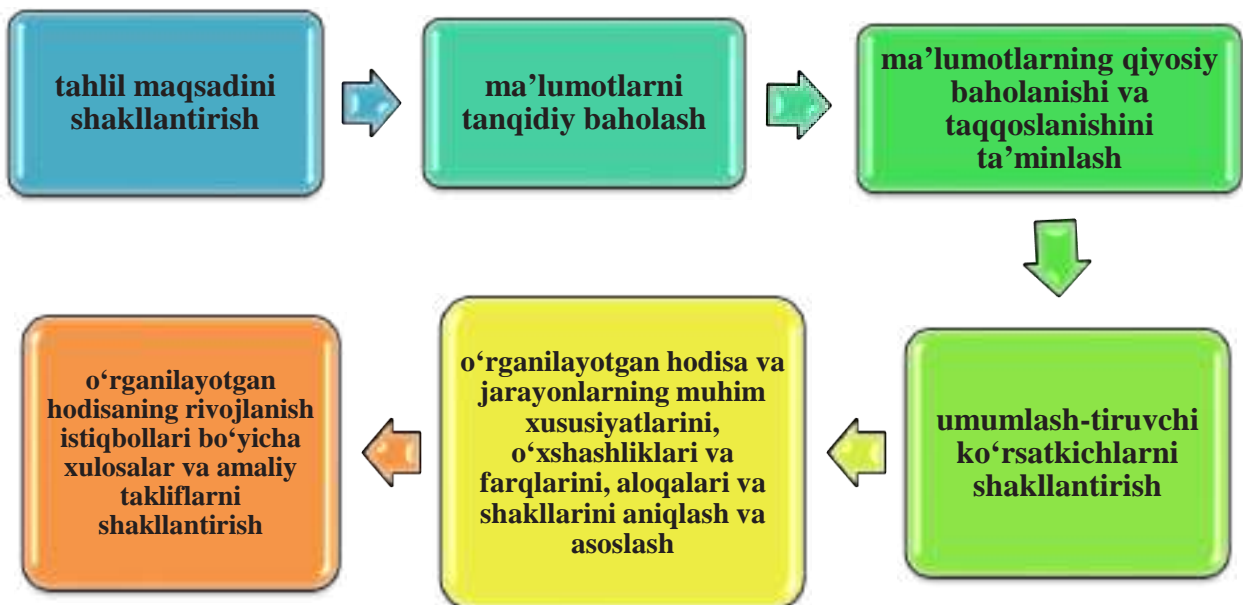 tahlil maqsadini
shakllantirish
ma’lumotlarni
tanqidiy baholash
ma’lumotlarning qiyosiy
baholanishi va
taqqoslanishini
ta’minlash
umumlash-tiruvchi
ko‘rsatkichlarni
shakllantirish
o‘rganilayotgan hodisa va
jarayonlarning muhim
xususiyatlarini,
o‘xshashliklari va
farqlarini, aloqalari va
shakllarini aniqlash va
asoslash
o‘rganilayotgan
hodisaning rivojlanish
istiqbollari bo‘yicha
xulosalar va amaliy
takliflarni
shakllantirish